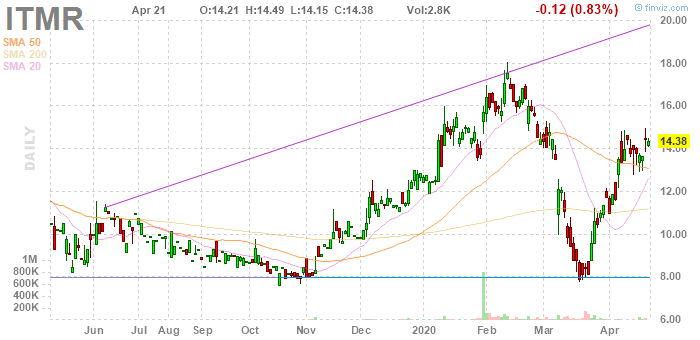 ITMR
Apr 21 O:14.21 H:14.49 L:14.15 C:14.38 Vol:2.8K -0.12 (0.83%)
© finviz.com
SMA 50
SMA 200
SMA 20
DAILY
20.00
18.00
16.00
14.38
14.00
12.00
10.00
8.00
6.00
1M
800K
600K
400K
200K
Jun Jul Aug Sep Oct Nov Dec 2020 Feb Mar Apr